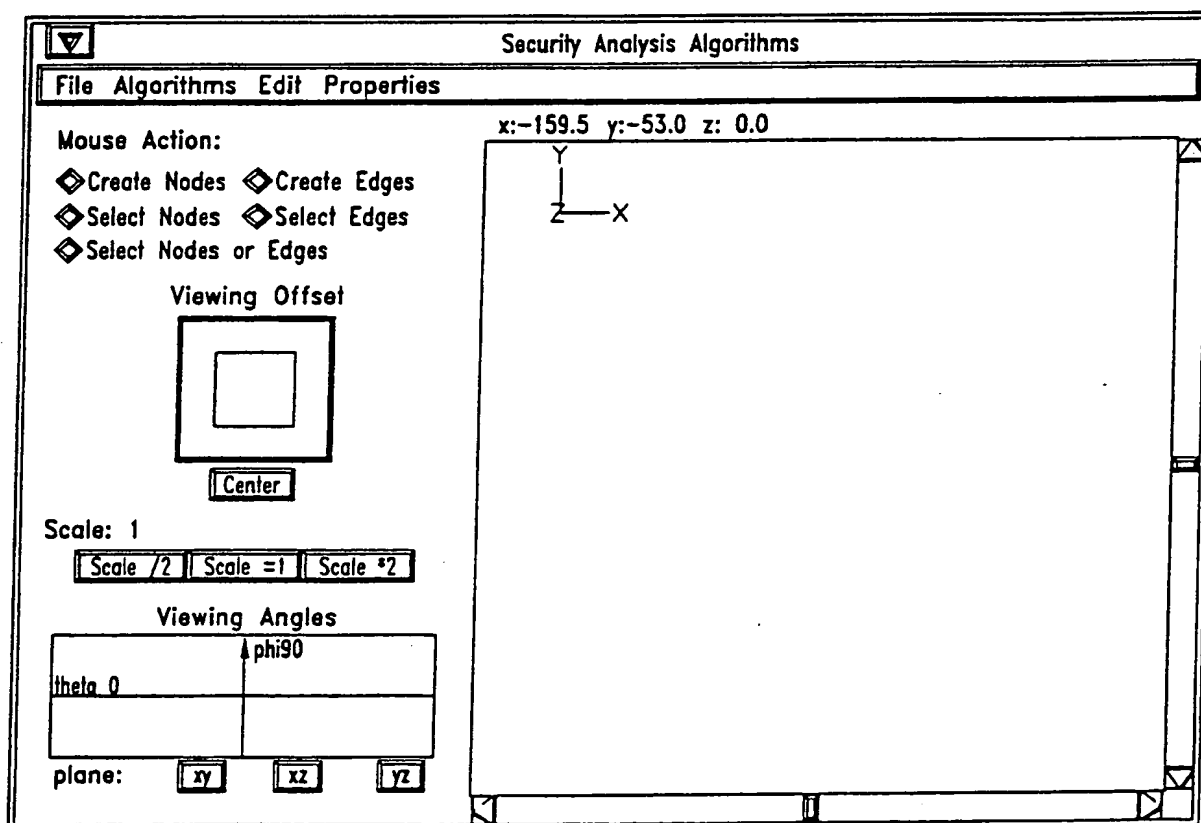 Security Analysis Algorithms
File Algorithms Edit Properties
x:-159.5 y:-53.0 z: 0.0
Mouse Action:
Create Nodes Create Edges
Select Nodes Select Edges
Select Nodes or Edges
Y
Z X
Viewing Offset
Center
Scale: 1
Scale /2 Scale =1 Scale *2
Viewing Angles
phi90
theta 0
plane: xy xz yz